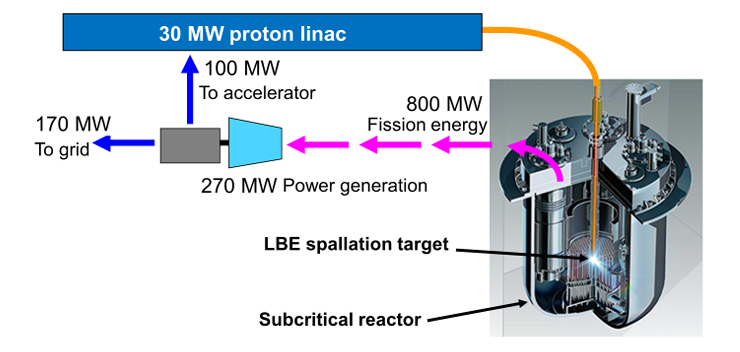 30 MW proton linac
100 MW
To accelerator
800 MW
Fission energy
170 MW
To grid
270 MW Power generation
LBE spallation target
Subcritical reactor